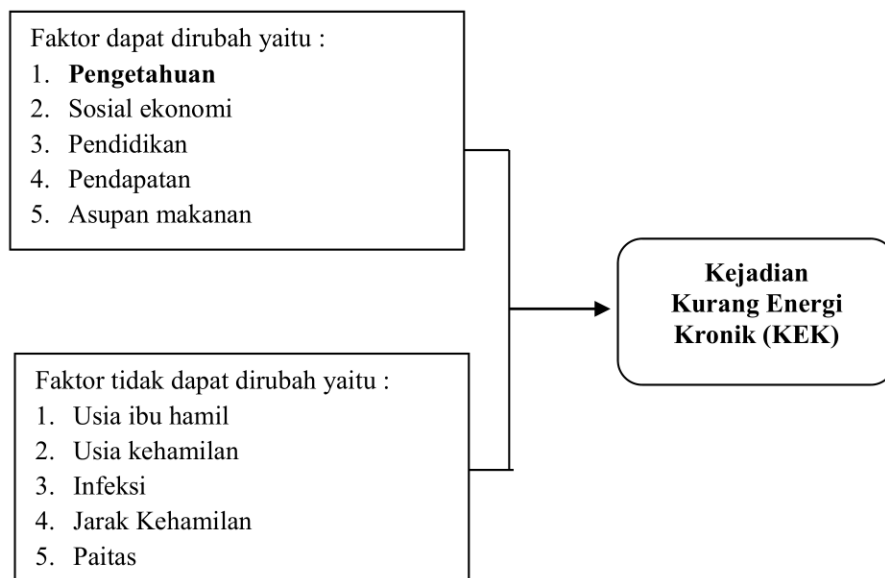 Faktor dapat dirubah yaitu :
1. Pengetahuan
2. Sosial ekonomi
3. Pendidikan
4. Pendapatan
5. Asupan makanan
Kejadian
Kurang Energi
Kronik (KEK)
Faktor tidak dapat dirubah yaitu :
1. Usia ibu hamil
2. Usia kehamilan
3. Infeksi
4. Jarak Kehamilan
5. Paitas